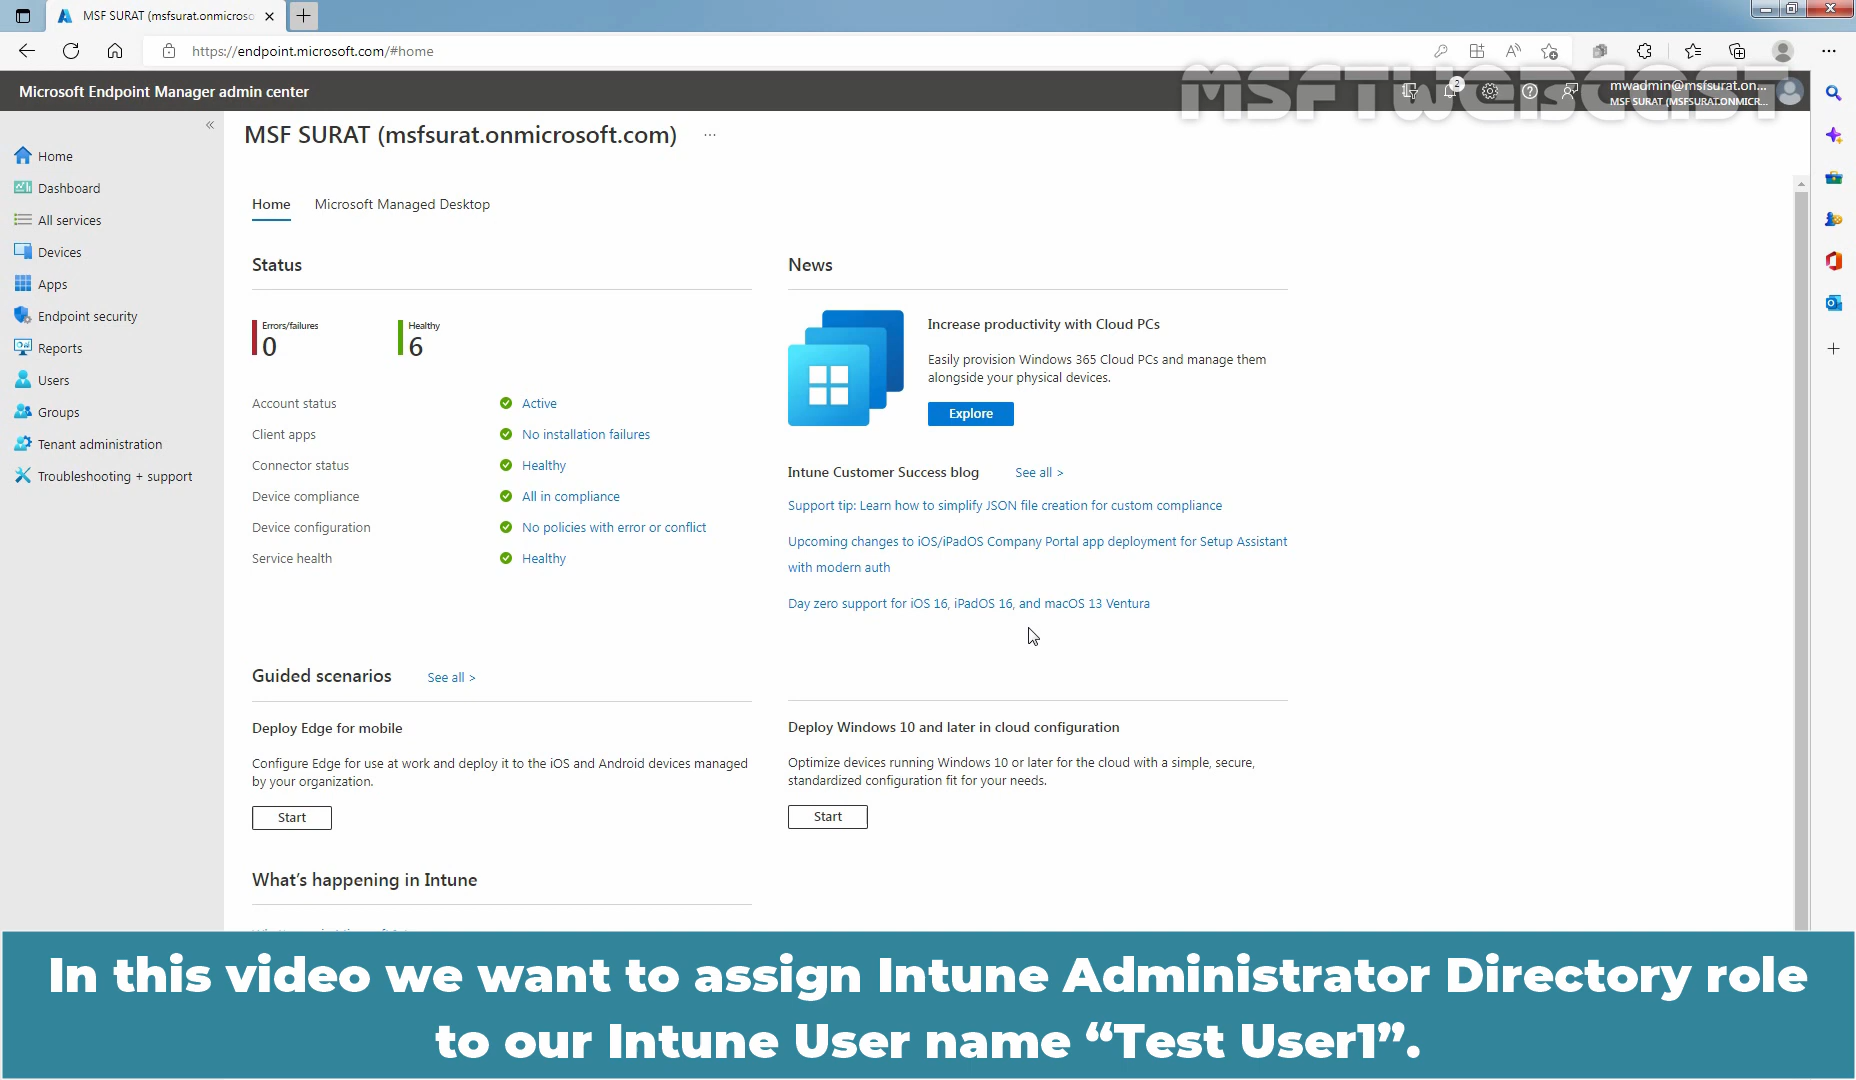 MSF SURAT (msfsurat.onmicroso
https://endpoint.microsoft.com/#home
MSFTWEBCAST
Microsoft Endpoint Manager admin center
2
mwadmin@msfsurat.on...
MSF SURAT (MSFSURAT.ONMICR...
MSF SURAT (msfsurat.onmicrosoft.com) ...
Home
Dashboard
All services
Devices
Apps
Endpoint security
Reports
Users
Groups
Tenant administration
Troubleshooting + support
Home Microsoft Managed Desktop
Status
Errors/failures
0
Healthy
6
Account status Active
Client apps No installation failures
Connector status Healthy
Device compliance All in compliance
Device configuration No policies with error or conflict
Service health Healthy
News
Increase productivity with Cloud PCs
Easily provision Windows 365 Cloud PCs and manage them
alongside your physical devices.
Explore
Intune Customer Success blog See all >
Support tip: Learn how to simplify JSON file creation for custom compliance
Upcoming changes to iOS/iPadOS Company Portal app deployment for Setup Assistant
with modern auth
Day zero support for iOS 16, iPadOS 16, and macOS 13 Ventura
Guided scenarios See all >
Deploy Edge for mobile
Configure Edge for use at work and deploy it to the iOS and Android devices managed
by your organization.
Start
Deploy Windows 10 and later in cloud configuration
Optimize devices running Windows 10 or later for the cloud with a simple, secure,
standardized configuration fit for your needs.
Start
What's happening in Intune
In this video we want to assign Intune Administrator Directory role
to our Intune User name “Test User1”.